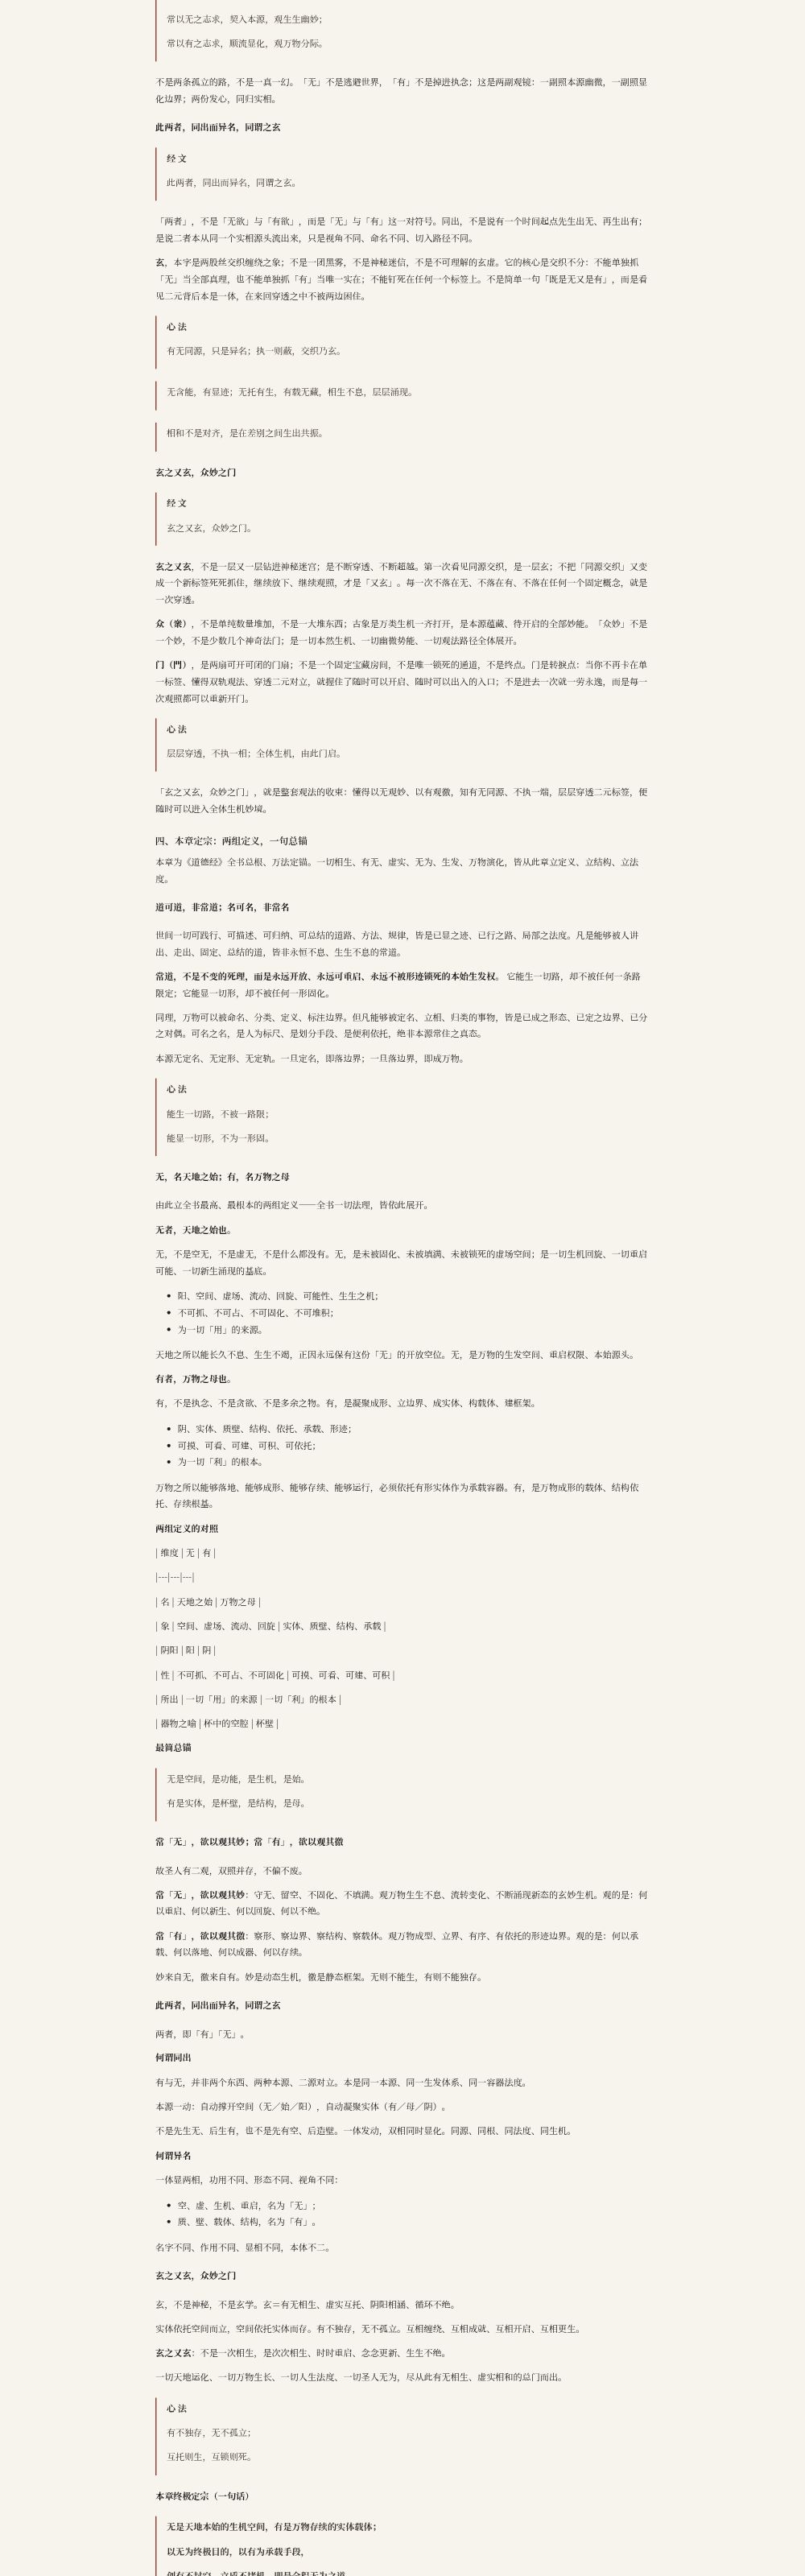 常以无之志求，契入本源，观生生幽妙；
常以有之志求，顺流显化，观万物分际。
不是两条孤立的路，不是一真一幻。「无」不是逃避世界，「有」不是掉进执念；这是两副观镜：一副照本源幽微，一副照显
化边界；两份发心，同归实相。
此两者，同出而异名，同谓之玄
经 文
此两者，同出而异名，同谓之玄。
「两者」，不是「无欲」与「有欲」，而是「无」与「有」这一对符号。同出，不是说有一个时间起点先生出无、再生出有；
是说二者本从同一个实相源头流出来，只是视角不同、命名不同、切入路径不同。
玄，本字是两股丝交织缠绕之象；不是一团黑雾，不是神秘迷信，不是不可理解的玄虚。它的核心是交织不分：不能单独抓
「无」当全部真理，也不能单独抓「有」当唯一实在；不能钉死在任何一个标签上。不是简单一句「既是无又是有」，而是看
见二元背后本是一体，在来回穿透之中不被两边困住。
心 法
有无同源，只是异名；执一则蔽，交织乃玄。
无含能，有显迹；无托有生，有载无藏，相生不息，层层涌现。
相和不是对齐，是在差别之间生出共振。
玄之又玄，众妙之门
经 文
玄之又玄，众妙之门。
玄之又玄，不是一层又一层钻进神秘迷宫；是不断穿透、不断超越。第一次看见同源交织，是一层玄；不把「同源交织」又变
成一个新标签死死抓住，继续放下、继续观照，才是「又玄」。每一次不落在无、不落在有、不落在任何一个固定概念，就是
一次穿透。
众（衆），不是单纯数量堆加，不是一大堆东西；古象是万类生机一齐打开，是本源蕴藏、待开启的全部妙能。「众妙」不是
一个妙，不是少数几个神奇法门；是一切本然生机、一切幽微势能、一切观法路径全体展开。
门（門），是两扇可开可闭的门扇；不是一个固定宝藏房间，不是唯一锁死的通道，不是终点。门是转捩点：当你不再卡在单
一标签、懂得双轨观法、穿透二元对立，就握住了随时可以开启、随时可以出入的入口；不是进去一次就一劳永逸，而是每一
次观照都可以重新开门。
心 法
层层穿透，不执一相；全体生机，由此门启。
「玄之又玄，众妙之门」，就是整套观法的收束：懂得以无观妙、以有观徼，知有无同源、不执一端，层层穿透二元标签，便
随时可以进入全体生机妙境。
四、本章定宗：两组定义，一句总锚
本章为《道德经》全书总根、万法定锚。一切相生、有无、虚实、无为、生发、万物演化，皆从此章立定义、立结构、立法
度。
道可道，非常道；名可名，非常名
世间一切可践行、可描述、可归纳、可总结的道路、方法、规律，皆是已显之迹、已行之路、局部之法度。凡是能够被人讲
出、走出、固定、总结的道，皆非永恒不息、生生不息的常道。
常道，不是不变的死理，而是永远开放、永远可重启、永远不被形迹锁死的本始生发权。 它能生一切路，却不被任何一条路
限定；它能显一切形，却不被任何一形固化。
同理，万物可以被命名、分类、定义、标注边界。但凡能够被定名、立相、归类的事物，皆是已成之形态、已定之边界、已分
之对偶。可名之名，是人为标尺、是划分手段、是便利依托，绝非本源常住之真态。
本源无定名、无定形、无定轨。一旦定名，即落边界；一旦落边界，即成万物。
心 法
能生一切路，不被一路限；
能显一切形，不为一形固。
无，名天地之始；有，名万物之母
由此立全书最高、最根本的两组定义——全书一切法理，皆依此展开。
无者，天地之始也。
无，不是空无，不是虚无，不是什么都没有。无，是未被固化、未被填满、未被锁死的虚场空间；是一切生机回旋、一切重启
可能、一切新生涌现的基底。
• 阳、空间、虚场、流动、回旋、可能性、生生之机；
• 不可抓、不可占、不可固化、不可堆积；
• 为一切「用」的来源。
天地之所以能长久不息、生生不竭，正因永远保有这份「无」的开放空位。无，是万物的生发空间、重启权限、本始源头。
有者，万物之母也。
有，不是执念、不是贪欲、不是多余之物。有，是凝聚成形、立边界、成实体、构载体、建框架。
• 阴、实体、质壁、结构、依托、承载、形迹；
• 可摸、可看、可建、可积、可依托；
• 为一切「利」的根本。
万物之所以能够落地、能够成形、能够存续、能够运行，必须依托有形实体作为承载容器。有，是万物成形的载体、结构依
托、存续根基。
两组定义的对照
| 维度 | 无 | 有 |
|---|---|---|
| 名 | 天地之始 | 万物之母 |
| 象 | 空间、虚场、流动、回旋 | 实体、质壁、结构、承载 |
| 阴阳 | 阳 | 阴 |
| 性 | 不可抓、不可占、不可固化 | 可摸、可看、可建、可积 |
| 所出 | 一切「用」的来源 | 一切「利」的根本 |
| 器物之喻 | 杯中的空腔 | 杯壁 |
最简总锚
无是空间，是功能，是生机，是始。
有是实体，是杯壁，是结构，是母。
常「无」，欲以观其妙；常「有」，欲以观其徼
故圣人有二观，双照并存，不偏不废。
常「无」，欲以观其妙：守无、留空、不固化、不填满。观万物生生不息、流转变化、不断涌现新态的玄妙生机。观的是：何
以重启、何以新生、何以回旋、何以不绝。
常「有」，欲以观其徼：察形、察边界、察结构、察载体。观万物成型、立界、有序、有依托的形迹边界。观的是：何以承
载、何以落地、何以成器、何以存续。
妙来自无，徼来自有。妙是动态生机，徼是静态框架。无则不能生，有则不能独存。
此两者，同出而异名，同谓之玄
两者，即「有」「无」。
何谓同出
有与无，并非两个东西、两种本源、二源对立。本是同一本源、同一生发体系、同一容器法度。
本源一动：自动撑开空间（无／始／阳），自动凝聚实体（有／母／阴）。
不是先生无、后生有，也不是先有空、后造壁。一体发动，双相同时显化。同源、同根、同法度、同生机。
何谓异名
一体显两相，功用不同、形态不同、视角不同：
• 空、虚、生机、重启，名为「无」；
• 质、壁、载体、结构，名为「有」。
名字不同、作用不同、显相不同，本体不二。
玄之又玄，众妙之门
玄，不是神秘，不是玄学。玄＝有无相生、虚实互托、阴阳相涵、循环不绝。
实体依托空间而立，空间依托实体而存。有不独存，无不孤立。互相缠绕、互相成就、互相开启、互相更生。
玄之又玄：不是一次相生，是次次相生、时时重启、念念更新、生生不绝。
一切天地运化、一切万物生长、一切人生法度、一切圣人无为，尽从此有无相生、虚实相和的总门而出。
心 法
有不独存，无不孤立；
互托则生，互锁则死。
本章终极定宗（一句话）
无是天地本始的生机空间，有是万物存续的实体载体；
以无为终极目的，以有为承载手段，